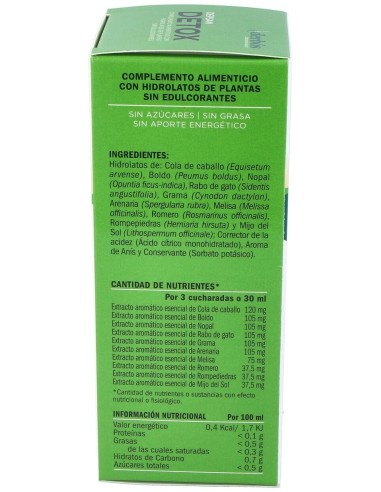 DETOX
COMPLEMENTO ALIMENTICIO
CON HIDROLATOS DE PLANTAS
SIN EDULCORANTES
SIN AZÚCARES | SIN GRASA
SIN APORTE ENERGÉTICO
INGREDIENTES:
Hidrolatos de: Cola de caballo (Equisetum
arvense), Boldo (Peumus boldus), Nopal
(Opuntia ficus-indica), Rabo de gato (Sideritis
angustifolia), Grama (Cynodon dactylon),
Arenaria (Spergularia rubra), Melisa (Melissa
officinalis), Romero (Rosmarinus officinalis),
Rompepiedras (Herniaria hirsuta) y Mijo del
Sol (Lithospermum officinale); Corrector de la
acidez (Ácido cítrico monohidratado), Aroma
de Anís y Conservante (Sorbato potásico).
CANTIDAD DE NUTRIENTES*
Por 3 cucharadas o 30 ml
Extracto aromático esencial de Cola de caballo 120 mg
Extracto aromático esencial de Boldo 105 mg
Extracto aromático esencial de Nopal 105 mg
Extracto aromático esencial de Rabo de gato 105 mg
Extracto aromático esencial de Grama 105 mg
Extracto aromático esencial de Arenaria 105 mg
Extracto aromático esencial de Melisa 75 mg
Extracto aromático esencial de Romero 37,5 mg
Extracto aromático esencial de Rompediedras 37,5 mg
Extracto aromático esencial de Mijo del Sol 37,5 mg
*Cantidad de nutrientes o sustancias con efecto
nutricional o fisiológico.
INFORMACIÓN NUTRICIONAL Por 100 ml
Valor energético 0,4 Kcal/ 1,7 KJ
Proteínas < 0,1 g
Grasas < 0,5 g
de las cuales saturadas < 0,3 g
Hidratos de Carbono 0,7 g
Azúcares totales < 0,5 g